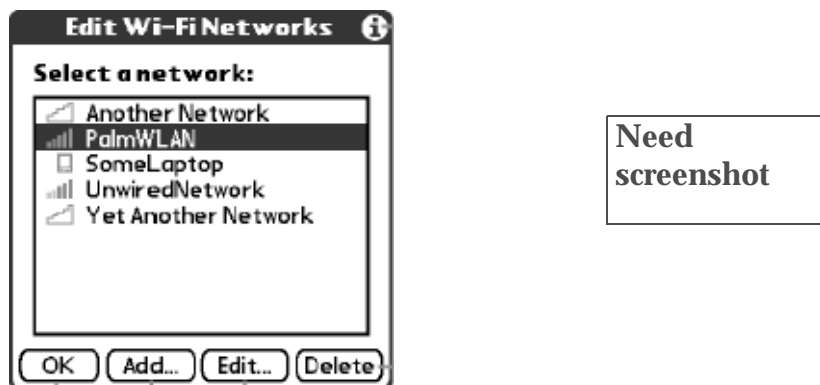 Edit Wi-Fi Networks
Select a network:
Another Network
PalmWLAN
SomeLaptop
UnwiredNetwork
Yet Another Network
OK Add... Edit... Delete
Need
screenshot